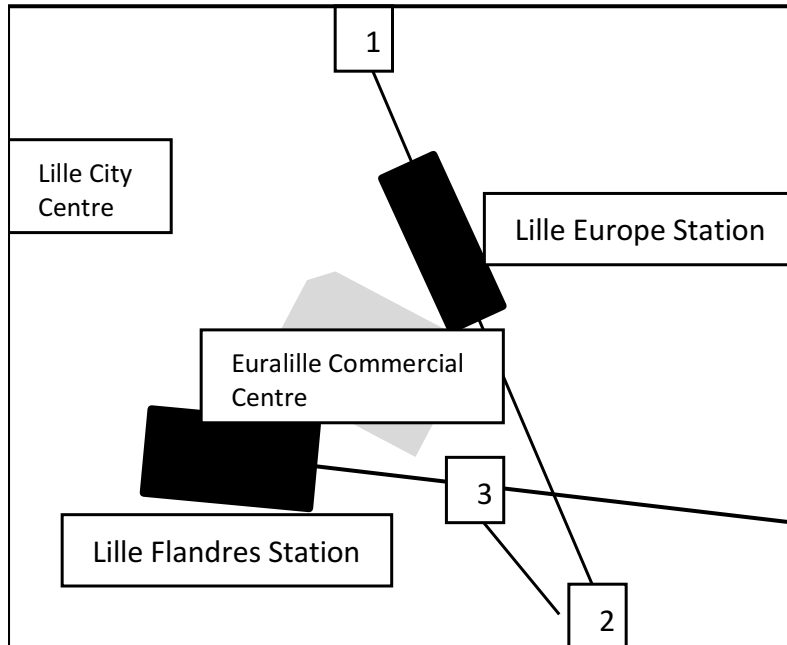 1
Lille City
Centre
Lille Europe Station
Euralille Commercial
Centre
3
Lille Flandres Station
2